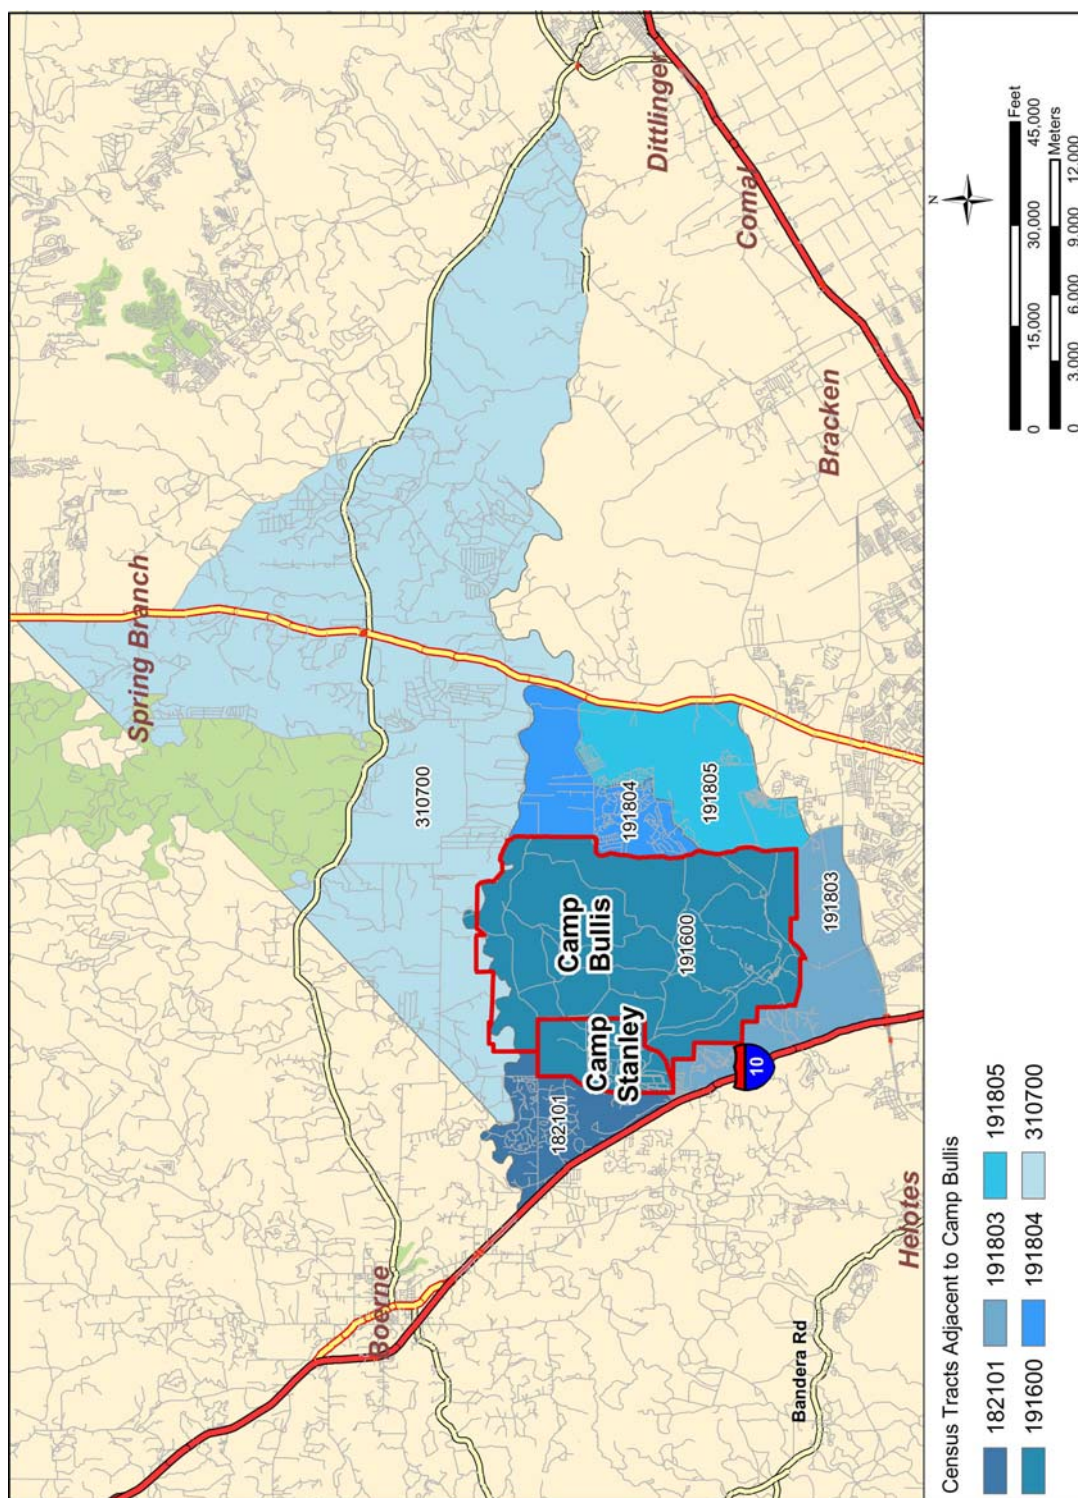 Spring Branch
Boerne
310700
182101
Camp
Bullis
Camp
Stanley
191804
Dittlinger
191600
191805
Comal
10
Bandera Rd
Bracken
191803
Helotes
N
Census Tracts Adjacent to Camp Bullis
182101 191803 191805
191600 191804 310700
Feet
0 15,000 30,000 45,000
Meters
0 3,000 6,000 9,000 12,000